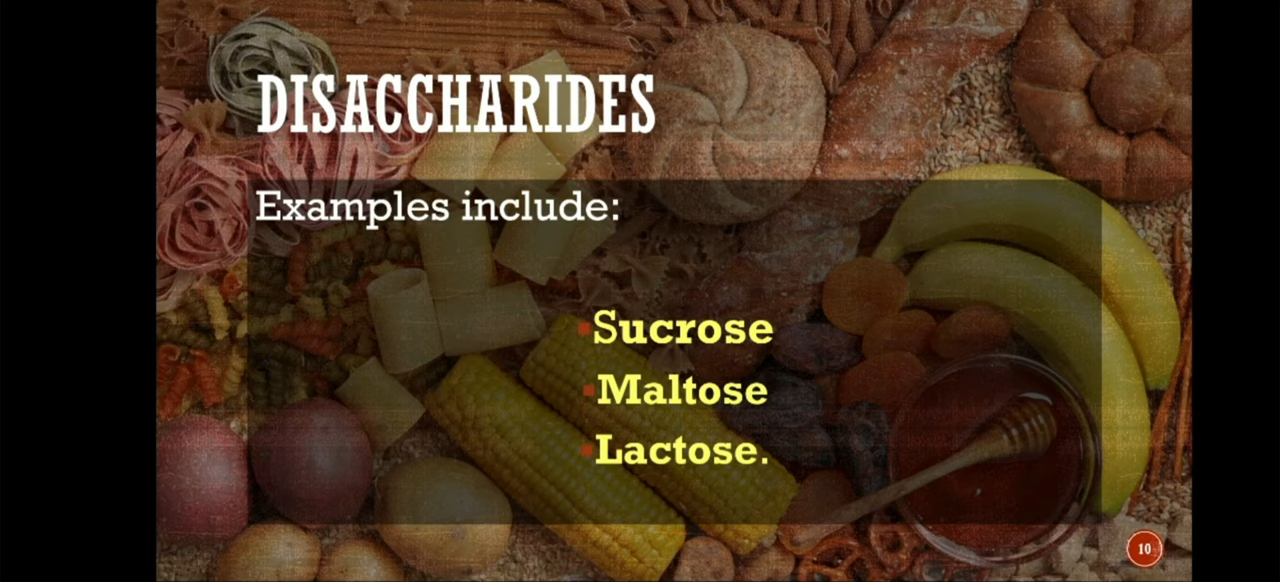 DISACCHARIDES
Examples include:
▪Sucrose
▪Maltose
▪Lactose.
10